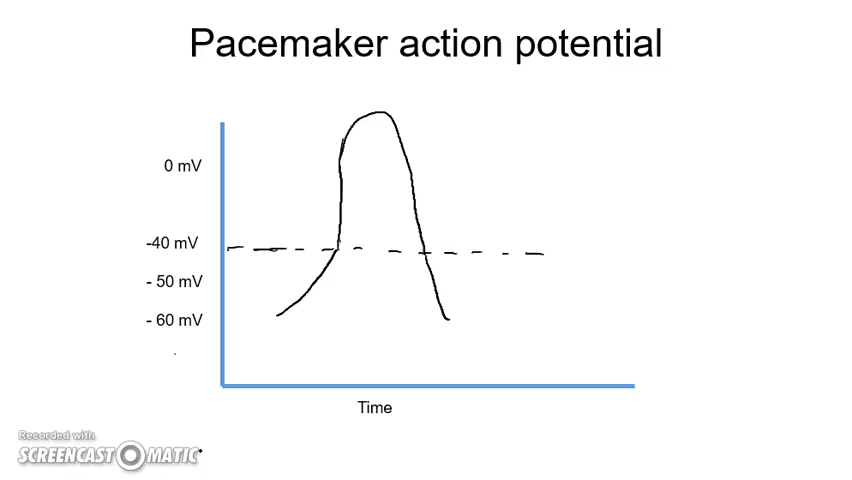 Pacemaker action potential
0 mV
-40 mV
- 50 mV
- 60 mV
Time
Recorded with
SCREENCAST MATIC